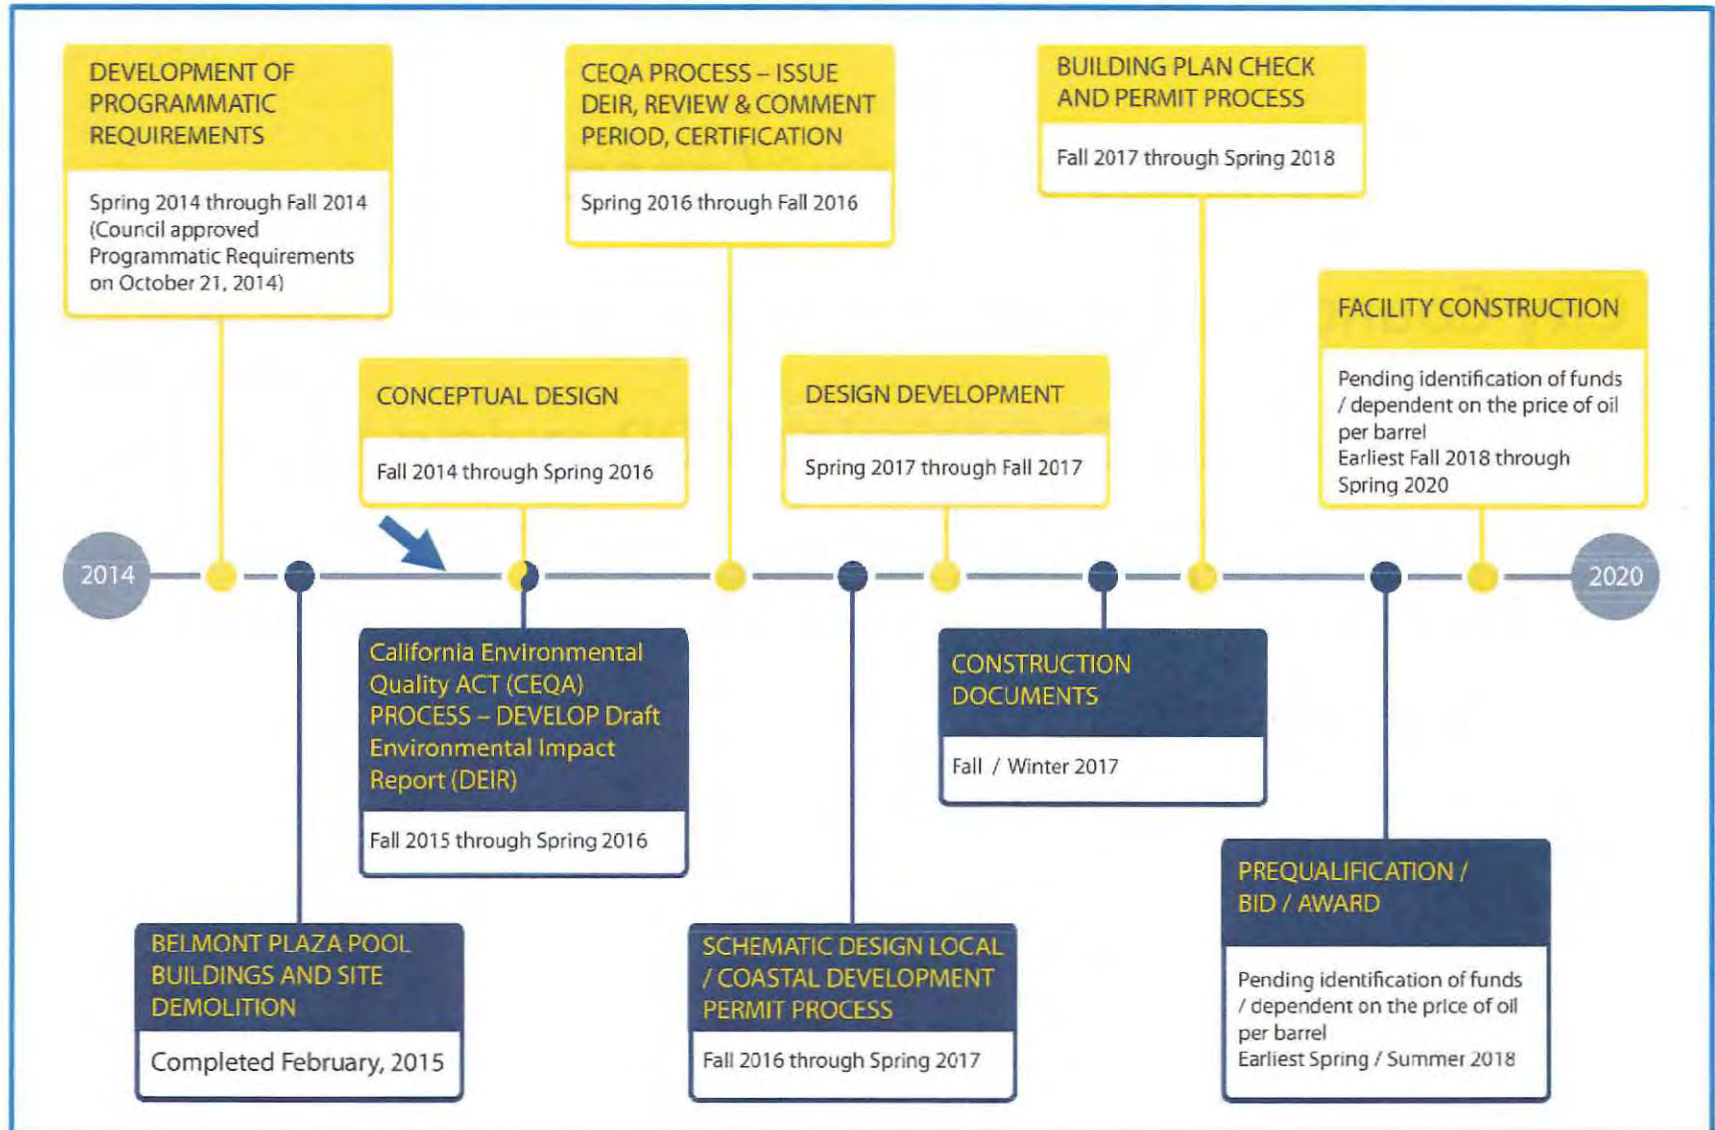 DEVELOPMENT OF
PROGRAMMATIC
REQUIREMENTS
Spring 2014 through Fall 2014
(Council approved
Programmatic Requirements
on October 21, 2014)
CEQA PROCESS – ISSUE
DEIR, REVIEW & COMMENT
PERIOD, CERTIFICATION
Spring 2016 through Fall 2016
BUILDING PLAN CHECK
AND PERMIT PROCESS
Fall 2017 through Spring 2018
FACILITY CONSTRUCTION
Pending identification of funds
/ dependent on the price of oil
per barrel
Earliest Fall 2018 through
Spring 2020
CONCEPTUAL DESIGN
Fall 2014 through Spring 2016
DESIGN DEVELOPMENT
Spring 2017 through Fall 2017
2014
2020
California Environmental
Quality ACT (CEQA)
PROCESS – DEVELOP Draft
Environmental Impact
Report (DEIR)
Fall 2015 through Spring 2016
CONSTRUCTION
DOCUMENTS
Fall / Winter 2017
BELMONT PLAZA POOL
BUILDINGS AND SITE
DEMOLITION
Completed February, 2015
SCHEMATIC DESIGN LOCAL
/ COASTAL DEVELOPMENT
PERMIT PROCESS
Fall 2016 through Spring 2017
PREQUALIFICATION /
BID / AWARD
Pending identification of funds
/ dependent on the price of oil
per barrel
Earliest Spring / Summer 2018